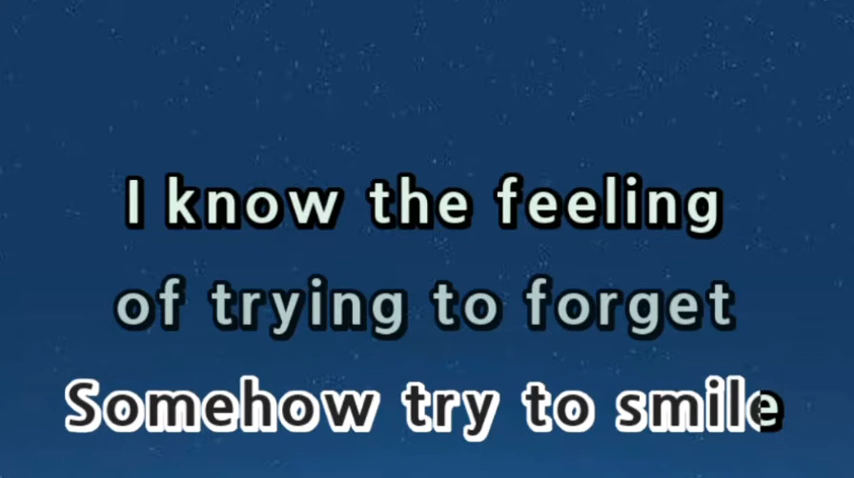 I know the feeling
of trying to forget
Somehow try to smile